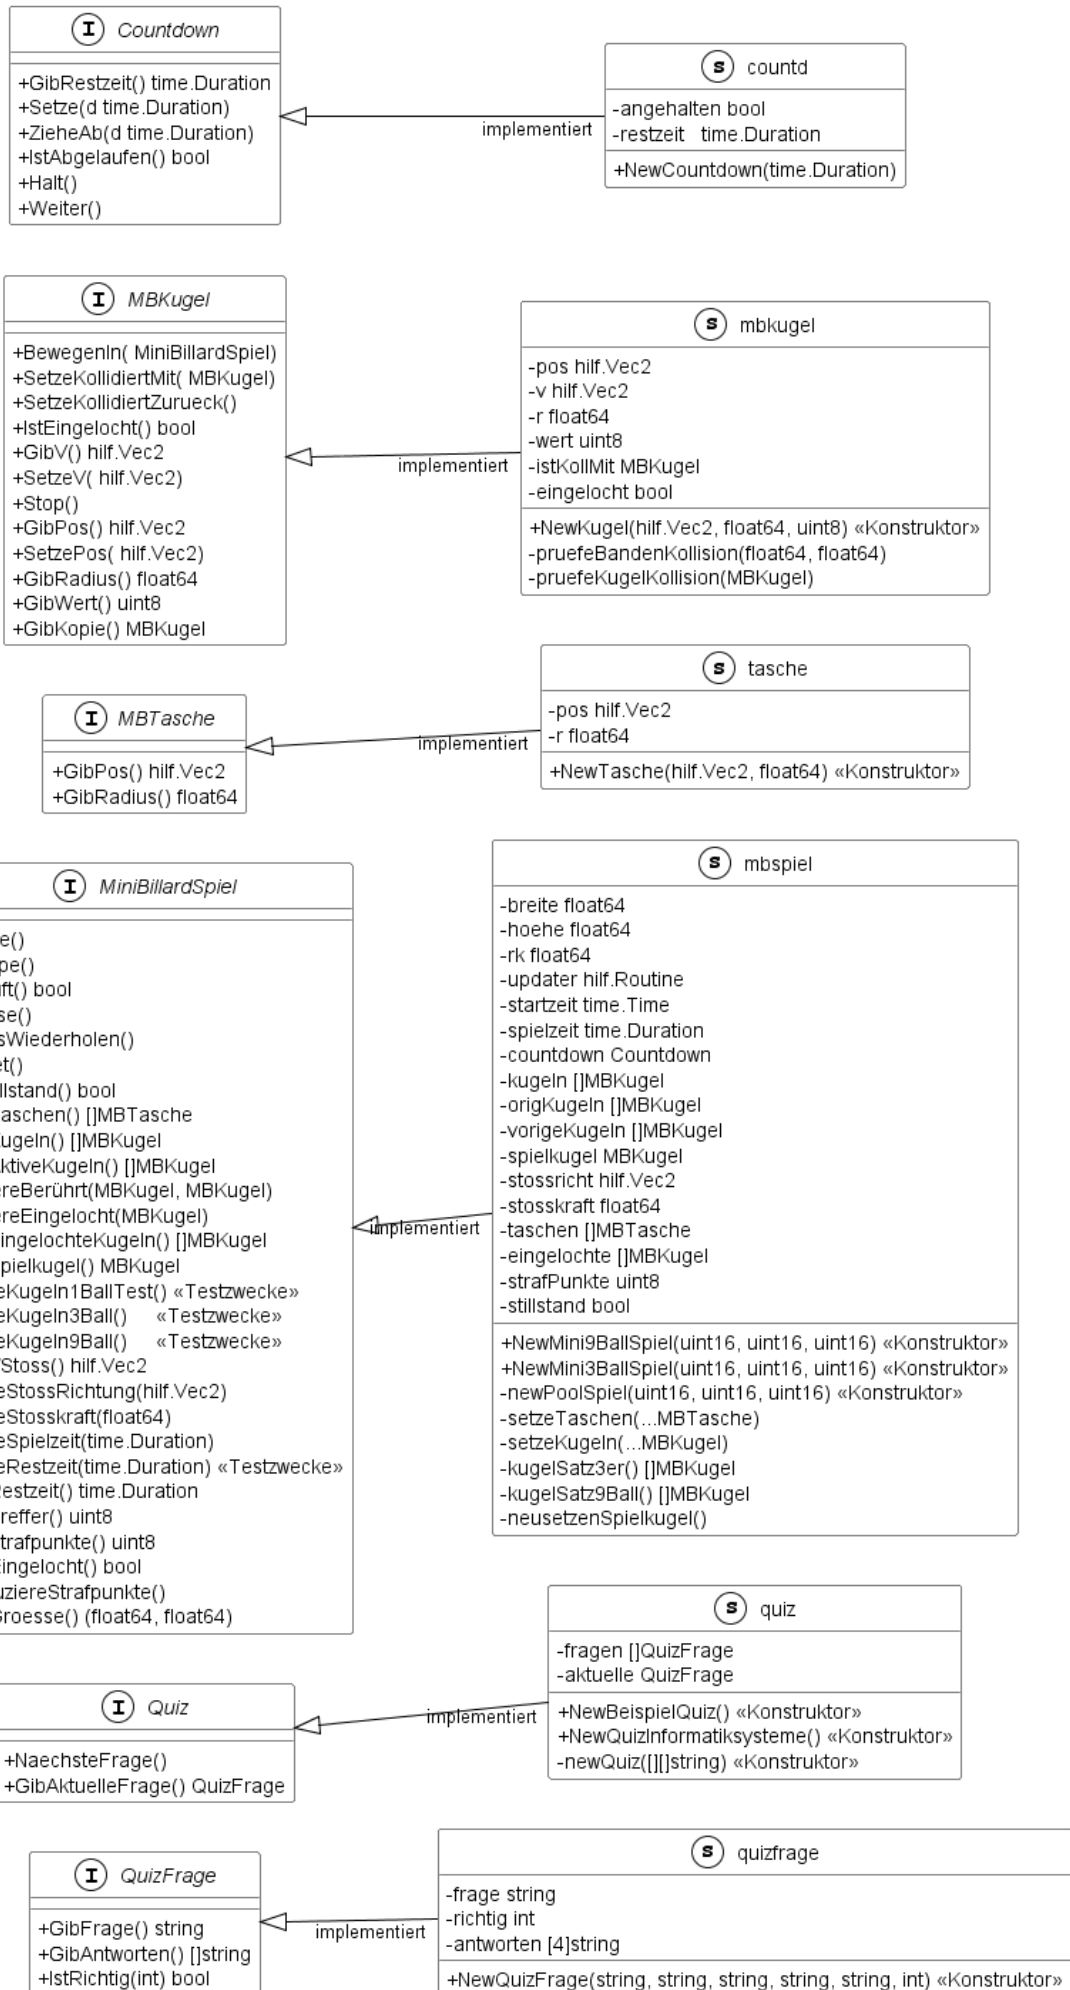 I Countdown
+GibRestzeit() time.Duration
+Setze(d time.Duration)
+ZieheAb(d time.Duration)
+IstAbgelaufen() bool
+Halt()
+Weiter()
implementiert
s countd
-angehalten bool
-restzeit time.Duration
+NewCountdown(time.Duration)
I MBKugel
+BewegenIn( MiniBillardSpiel)
+SetzeKollidiertMit( MBKugel)
+SetzeKollidiertZurueck()
+IstEingelocht() bool
+GibV() hilf.Vec2
+SetzeV( hilf.Vec2)
+Stop()
+GibPos() hilf.Vec2
+SetzePos( hilf.Vec2)
+GibRadius() float64
+GibWert() uint8
+GibKopie() MBKugel
implementiert
s mbkugel
-pos hilf.Vec2
-v hilf.Vec2
-r float64
-wert uint8
-istKollMit MBKugel
-eingelocht bool
+NewKugel(hilf.Vec2, float64, uint8) «Konstruktor»
-pruefeBandenKollision(float64, float64)
-pruefeKugelKollision(MBKugel)
I MBTasche
+GibPos() hilf.Vec2
+GibRadius() float64
implementiert
s tasche
-pos hilf.Vec2
-r float64
+NewTasche(hilf.Vec2, float64) «Konstruktor»
I MiniBillardSpiel
e()
pe()
ft() bool
se()
sWiederholen()
et()
llstand() bool
aschen() []MBTasche
ugeln() []MBKugel
ktiveKugeln() []MBKugel
reBerührt(MBKugel, MBKugel)
reEingelocht(MBKugel)
ingelochteKugeln() []MBKugel
pielkugel() MBKugel
eKugeln1BallTest() «Testzwecke»
eKugeln3Ball() «Testzwecke»
eKugeln9Ball() «Testzwecke»
Stoss() hilf.Vec2
eStossRichtung(hilf.Vec2)
eStosskraft(float64)
eSpielzeit(time.Duration)
eRestzeit(time.Duration) «Testzwecke»
estzeit() time.Duration
reffer() uint8
trafpunkte() uint8
Eingelocht() bool
uziereStrafpunkte()
Groesse() (float64, float64)
implementiert
s mbspiel
-breite float64
-hoehe float64
-rk float64
-updater hilf.Routine
-startzeit time.Time
-spielzeit time.Duration
-countdown Countdown
-kugeln []MBKugel
-origKugeln []MBKugel
-vorigeKugeln []MBKugel
-spielkugel MBKugel
-stossricht hilf.Vec2
-stosskraft float64
-taschen []MBTasche
-eingelochte []MBKugel
-strafPunkte uint8
-stillstand bool
+NewMini9BallSpiel(uint16, uint16, uint16) «Konstruktor»
+NewMini3BallSpiel(uint16, uint16, uint16) «Konstruktor»
-newPoolSpiel(uint16, uint16, uint16) «Konstruktor»
-setzeTaschen(...MBTasche)
-setzeKugeln(...MBKugel)
-kugelSatz3er() []MBKugel
-kugelSatz9Ball() []MBKugel
-neusetzenSpielkugel()
I Quiz
+NaechsteFrage()
+GibAktuelleFrage() QuizFrage
implementiert
s quiz
-fragen []QuizFrage
-aktuelle QuizFrage
+NewBeispielQuiz() «Konstruktor»
+NewQuizInformatiksysteme() «Konstruktor»
-newQuiz([][]string) «Konstruktor»
I QuizFrage
+GibFrage() string
+GibAntworten() []string
+IstRichtig(int) bool
implementiert
s quizfrage
-frage string
-richtig int
-antworten [4]string
+NewQuizFrage(string, string, string, string, string, int) «Konstruktor»